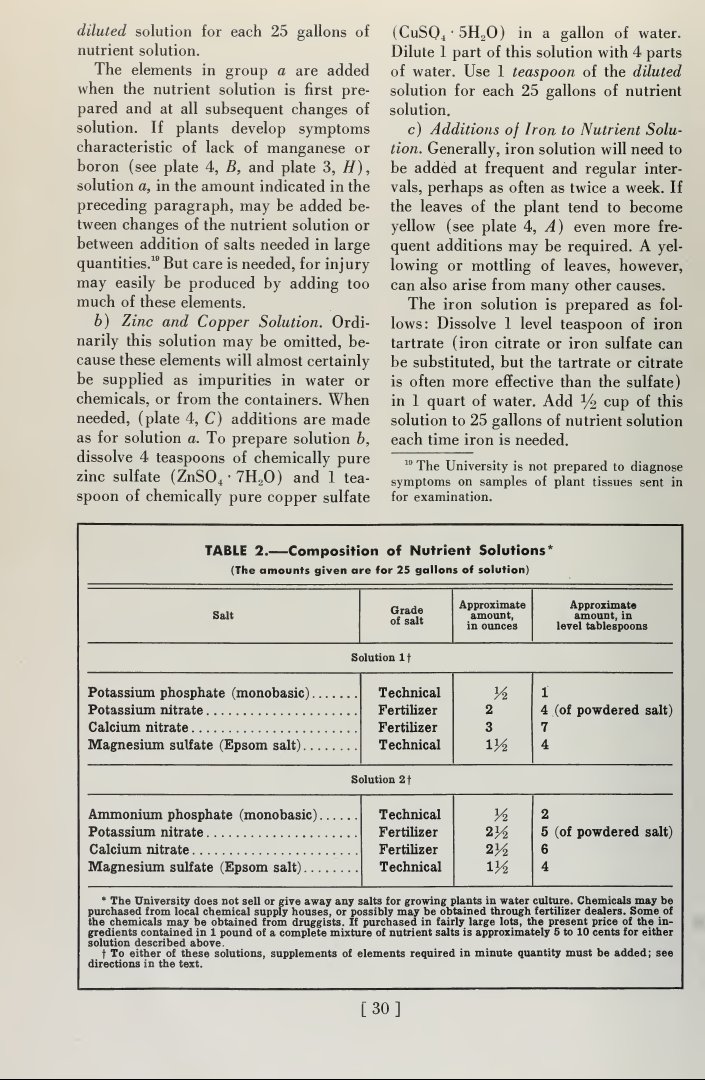 diluted solution for each 25 gallons of
nutrient solution.
The elements in group a are added
when the nutrient solution is first pre-
pared and at all subsequent changes of
solution. If plants develop symptoms
characteristic of lack of manganese or
boron (see plate 4, B, and plate 3, H),
solution a, in the amount indicated in the
preceding paragraph, may be added be-
tween changes of the nutrient solution or
between addition of salts needed in large
quantities.¹⁹ But care is needed, for injury
may easily be produced by adding too
much of these elements.
b) Zinc and Copper Solution. Ordi-
narily this solution may be omitted, be-
cause these elements will almost certainly
be supplied as impurities in water or
chemicals, or from the containers. When
needed, (plate 4, C) additions are made
as for solution a. To prepare solution b,
dissolve 4 teaspoons of chemically pure
zinc sulfate (ZnSO₄ · 7H₂O) and 1 tea-
spoon of chemically pure copper sulfate
(CuSO₄ · 5H₂O) in a gallon of water.
Dilute 1 part of this solution with 4 parts
of water. Use 1 teaspoon of the diluted
solution for each 25 gallons of nutrient
solution.
c) Additions of Iron to Nutrient Solu-
tion. Generally, iron solution will need to
be added at frequent and regular inter-
vals, perhaps as often as twice a week. If
the leaves of the plant tend to become
yellow (see plate 4, A) even more fre-
quent additions may be required. A yel-
lowing or mottling of leaves, however,
can also arise from many other causes.
The iron solution is prepared as fol-
lows: Dissolve 1 level teaspoon of iron
tartrate (iron citrate or iron sulfate can
be substituted, but the tartrate or citrate
is often more effective than the sulfate)
in 1 quart of water. Add ½ cup of this
solution to 25 gallons of nutrient solution
each time iron is needed.
¹⁹ The University is not prepared to diagnose
symptoms on samples of plant tissues sent in
for examination.
TABLE 2.—Composition of Nutrient Solutions*
(The amounts given are for 25 gallons of solution)
Salt | Grade of salt | Approximate amount, in ounces | Approximate amount, in level tablespoons
Solution 1†
Potassium phosphate (monobasic)....... Technical ½ 1
Potassium nitrate...................... Fertilizer 2 4 (of powdered salt)
Calcium nitrate........................ Fertilizer 3 7
Magnesium sulfate (Epsom salt)........ Technical 1½ 4
Solution 2†
Ammonium phosphate (monobasic)...... Technical ½ 2
Potassium nitrate...................... Fertilizer 2½ 5 (of powdered salt)
Calcium nitrate........................ Fertilizer 2½ 6
Magnesium sulfate (Epsom salt)........ Technical 1½ 4
* The University does not sell or give away any salts for growing plants in water culture. Chemicals may be
purchased from local chemical supply houses, or possibly may be obtained through fertilizer dealers. Some of
the chemicals may be obtained from druggists. If purchased in fairly large lots, the present price of the in-
gredients contained in 1 pound of a complete mixture of nutrient salts is approximately 5 to 10 cents for either
solution described above.
† To either of these solutions, supplements of elements required in minute quantity must be added; see
directions in the text.
[ 30 ]